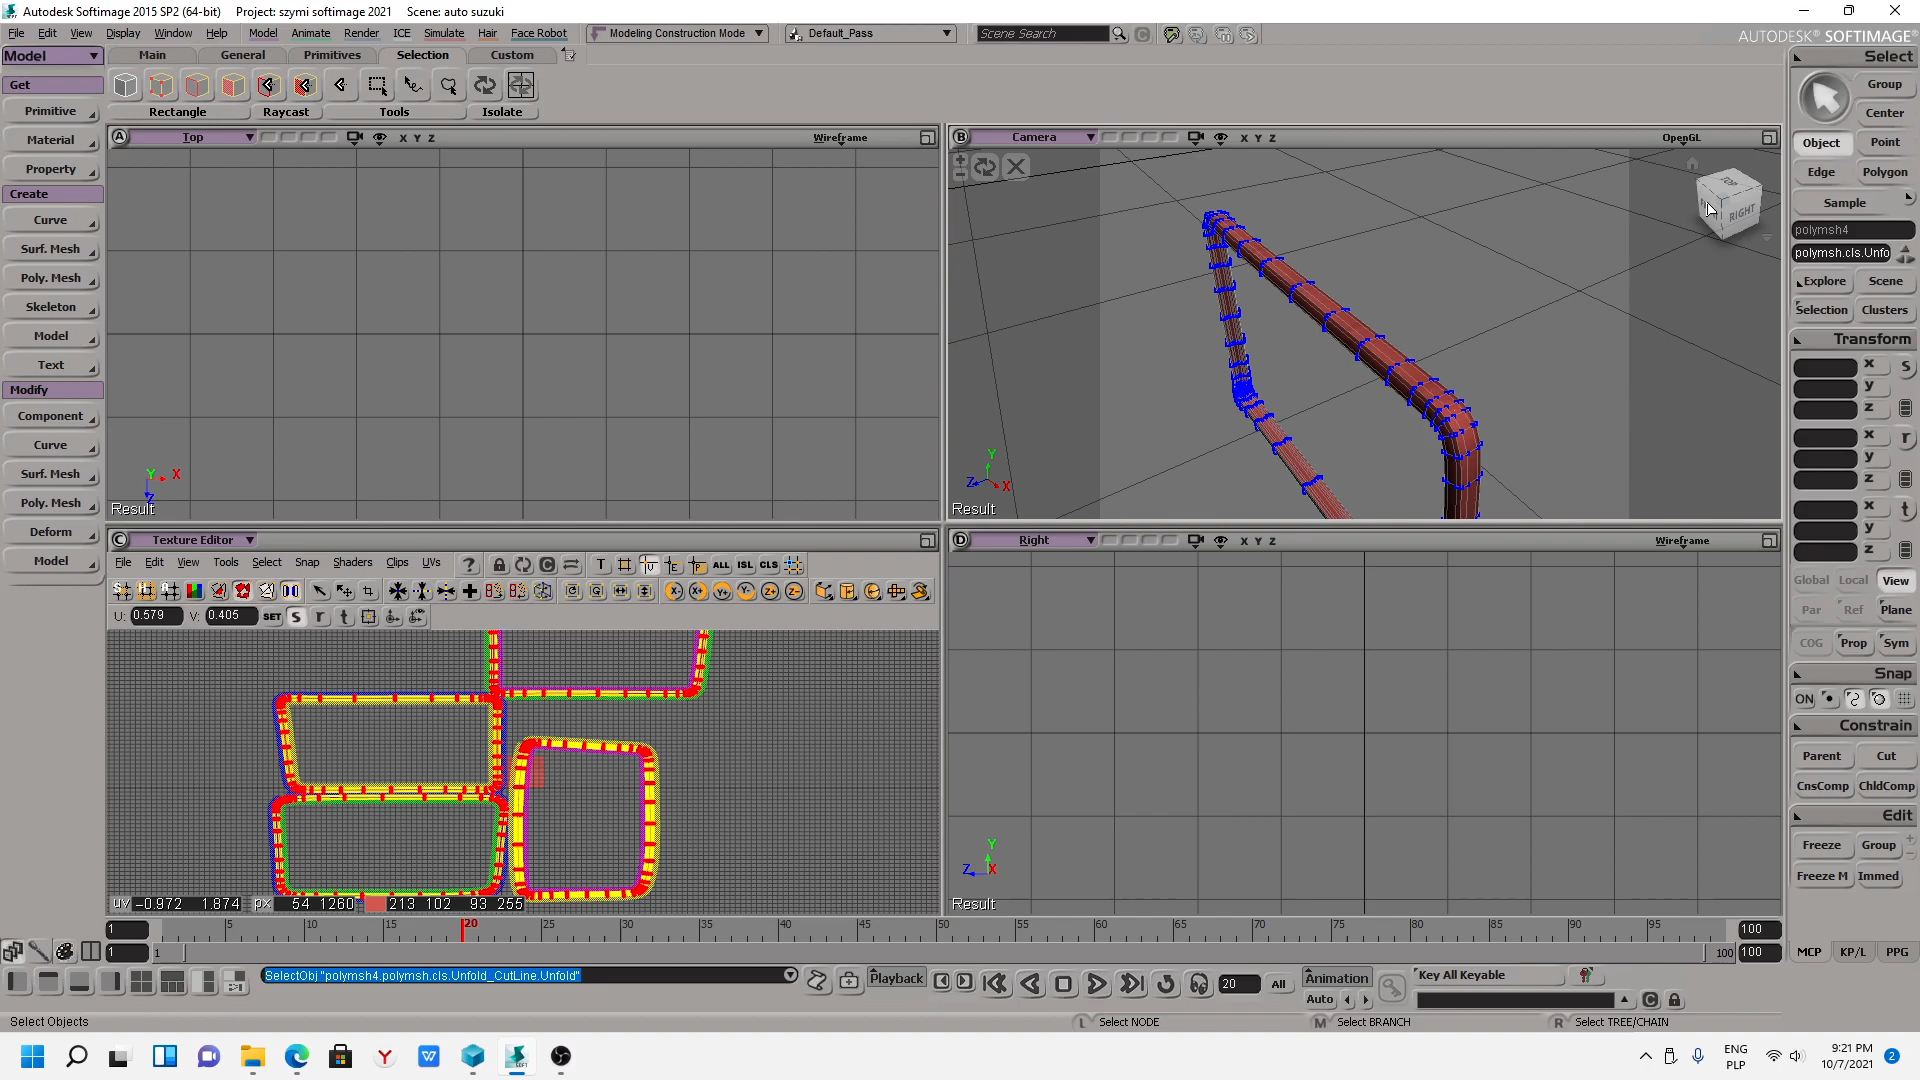 Autodesk Softimage 2015 SP2 (64-bit) Project: szymi softimage 2021 Scene: auto suzuki
File Edit View Display Window Help Model Animate Render ICE Simulate Hair Face Robot Modeling Construction Mode Default_Pass Scene Search AUTODESK® SOFTIMAGE®
Model Main General Primitives Selection Custom Select
Get
Primitive
Material
Property
Create
Curve
Surf. Mesh
Poly. Mesh
Skeleton
Model
Text
Modify
Component
Curve
Surf. Mesh
Poly. Mesh
Deform
Model
Rectangle Raycast Tools Isolate
A Top X Y Z Wireframe
Y X
Z
Result
B Camera X Y Z OpenGL
TOP
RIGHT
Y
Z X
Result
C Texture Editor
File Edit View Tools Select Snap Shaders Clips UVs ? T ALL ISL CLS
U: 0.579 V: 0.405 SET S r t
uv -0.972 1.874 px 54 1260 213 102 93 255
D Right X Y Z Wireframe
Y
Z X
Result
Group
Center
Object Point
Edge Polygon
Sample
polymsh4
polymsh.cls.Unfo
Explore Scene
Selection Clusters
Transform
x S
y
z
x r
y
z
x t
y
z
Global Local View
Par Ref Plane
COG Prop Sym
Snap
ON
Constrain
Parent Cut
CnsComp ChldComp
Edit
Freeze Group
Freeze M Immed
MCP KP/L PPG
1 5 10 15 20 25 30 35 40 45 50 55 60 65 70 75 80 85 90 95 100
1 1 100 100
SelectObj "polymsh4.polymsh.cls.Unfold_CutLine.Unfold" Playback 20 All Animation Key All Keyable
Auto
Select Objects L Select NODE M Select BRANCH R Select TREE/CHAIN
ENG
PLP
9:21 PM
10/7/2021
2